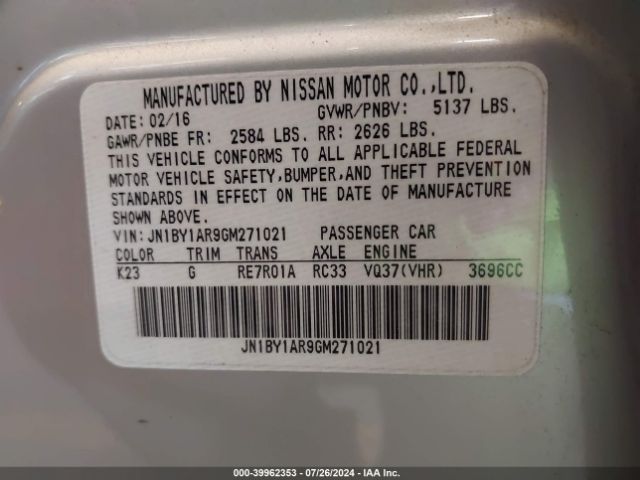 MANUFACTURED BY NISSAN MOTOR CO.,LTD.
DATE: 02/16 GVWR/PNBV: 5137 LBS.
GAWR/PNBE FR: 2584 LBS. RR: 2626 LBS.
THIS VEHICLE CONFORMS TO ALL APPLICABLE FEDERAL
MOTOR VEHICLE SAFETY,BUMPER,AND THEFT PREVENTION
STANDARDS IN EFFECT ON THE DATE OF MANUFACTURE
SHOWN ABOVE.
VIN:JN1BY1AR9GM271021 PASSENGER CAR
COLOR TRIM TRANS AXLE ENGINE
K23 G RE7R01A RC33 VQ37(VHR) 3696CC
JN1BY1AR9GM271021
000-39962353 - 07/26/2024 - IAAI.COM